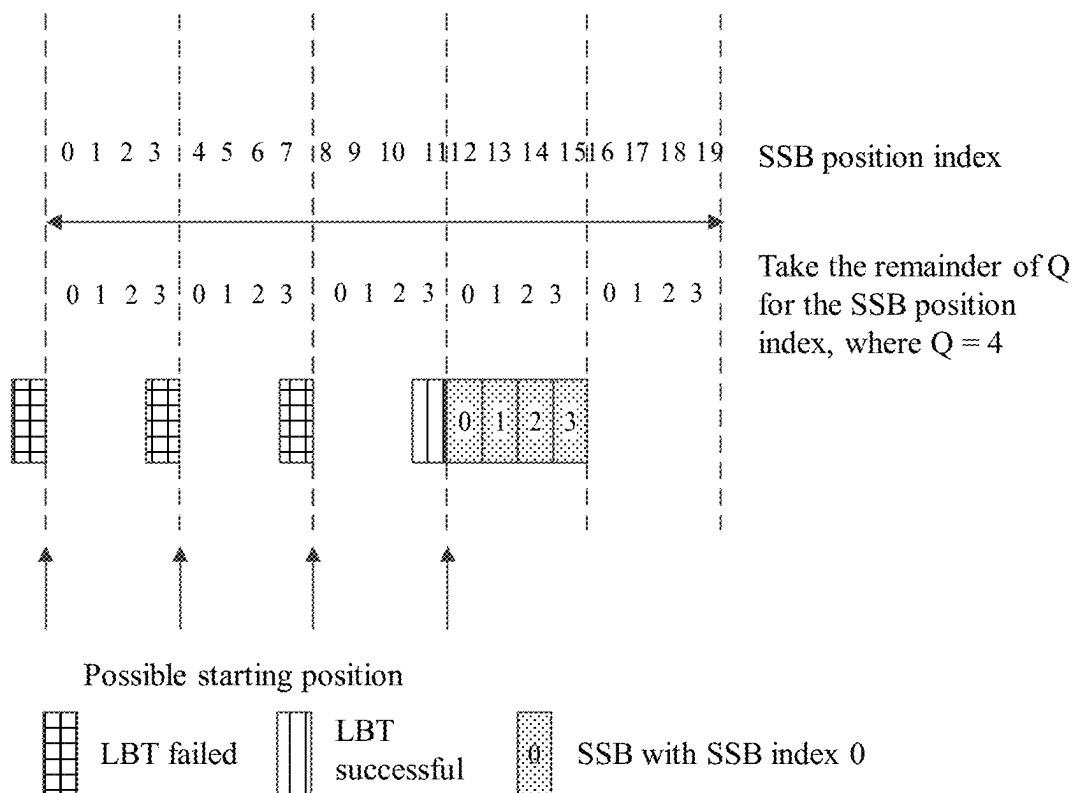 0 1 2 3 4 5 6 7 8 9 10 11 12 13 14 15 16 17 18 19 SSB position index
0 1 2 3 0 1 2 3 0 1 2 3 0 1 2 3 0 1 2 3
Take the remainder of Q
for the SSB position
index, where Q = 4
0 1 2 3
Possible starting position
LBT failed
LBT
successful
0
SSB with SSB index 0